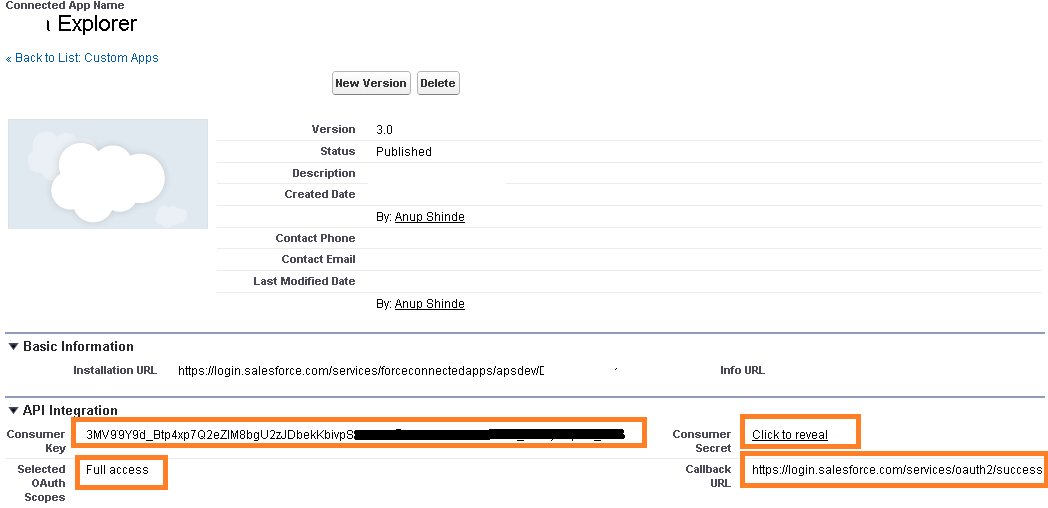 Connected App Name
Explorer
« Back to List: Custom Apps
New Version Delete
Version 3.0
Status Published
Description
Created Date
By: Anup Shinde
Contact Phone
Contact Email
Last Modified Date
By: Anup Shinde
▼ Basic Information
Installation URL https://login.salesforce.com/services/forceconnectedapps/apsdev/ Info URL
▼ API Integration
Consumer Key 3MV99Y9d_Btp4xp7Q2eZlM8bgU2zJDbekKbivpS Consumer Secret Click to reveal
Selected OAuth Scopes Full access Callback URL https://login.salesforce.com/services/oauth2/success